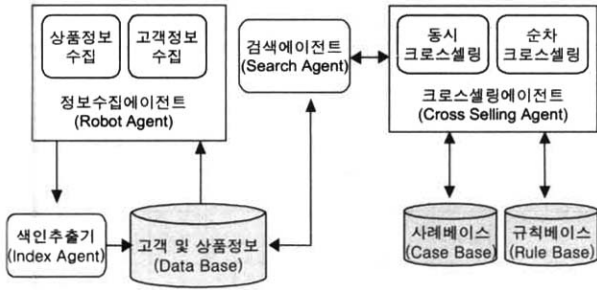 상품정보
수집
고객정보
수집
정보수집에이전트
(Robot Agent)
검색에이전트
(Search Agent)
동시
크로스셀링
순차
크로스셀링
크로스셀링에이전트
(Cross Selling Agent)
색인추출기
(Index Agent)
고객 및 상품정보
(Data Base)
사례베이스
(Case Base)
규칙베이스
(Rule Base)